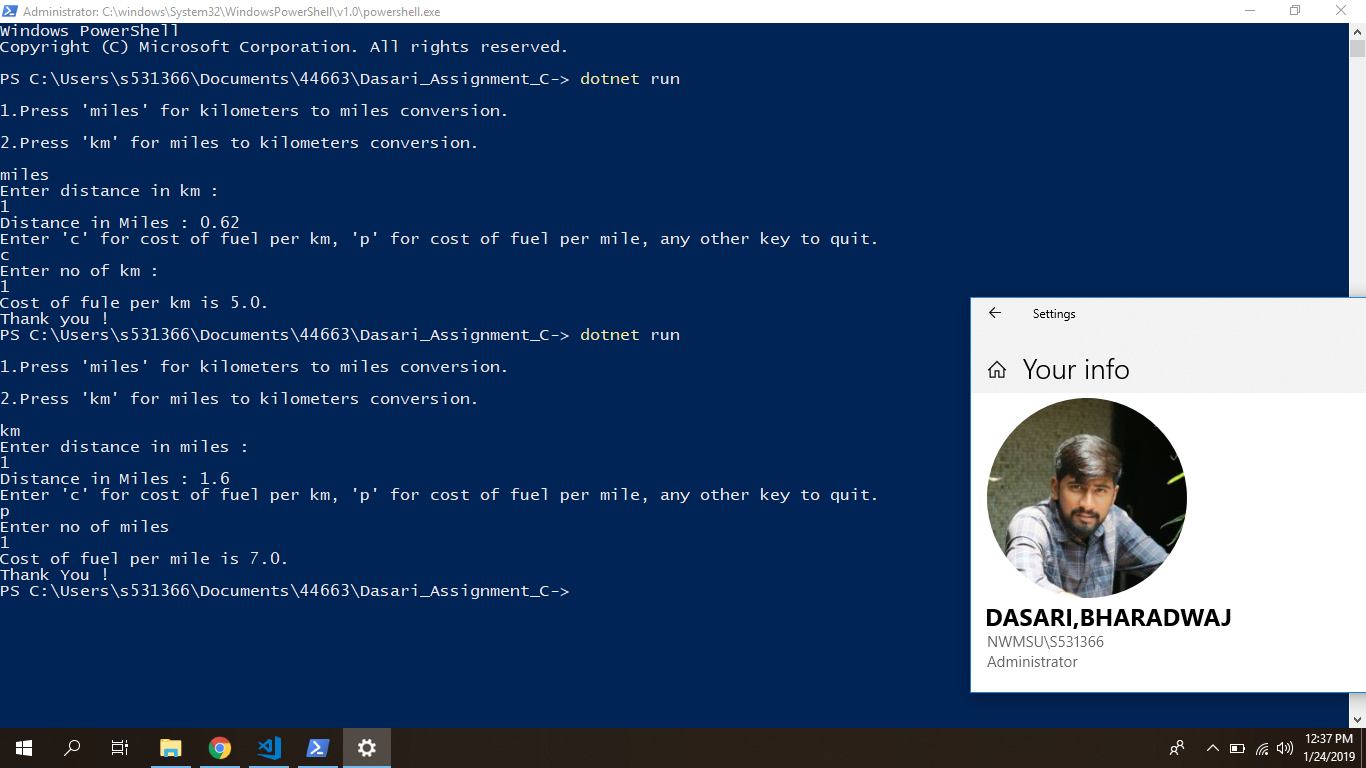 Administrator: C:\windows\System32\WindowsPowerShell\v1.0\powershell.exe
Windows PowerShell
Copyright (C) Microsoft Corporation. All rights reserved.
PS C:\Users\s531366\Documents\44663\Dasari_Assignment_C-> dotnet run
1.Press 'miles' for kilometers to miles conversion.
2.Press 'km' for miles to kilometers conversion.
miles
Enter distance in km :
1
Distance in Miles : 0.62
Enter 'c' for cost of fuel per km, 'p' for cost of fuel per mile, any other key to quit.
c
Enter no of km :
1
Cost of fule per km is 5.0.
Thank you !
PS C:\Users\s531366\Documents\44663\Dasari_Assignment_C-> dotnet run
1.Press 'miles' for kilometers to miles conversion.
2.Press 'km' for miles to kilometers conversion.
km
Enter distance in miles :
1
Distance in Miles : 1.6
Enter 'c' for cost of fuel per km, 'p' for cost of fuel per mile, any other key to quit.
p
Enter no of miles
1
Cost of fuel per mile is 7.0.
Thank You !
PS C:\Users\s531366\Documents\44663\Dasari_Assignment_C->
Settings
Your info
DASARI,BHARADWAJ
NWMSU\S531366
Administrator
12:37 PM
1/24/2019